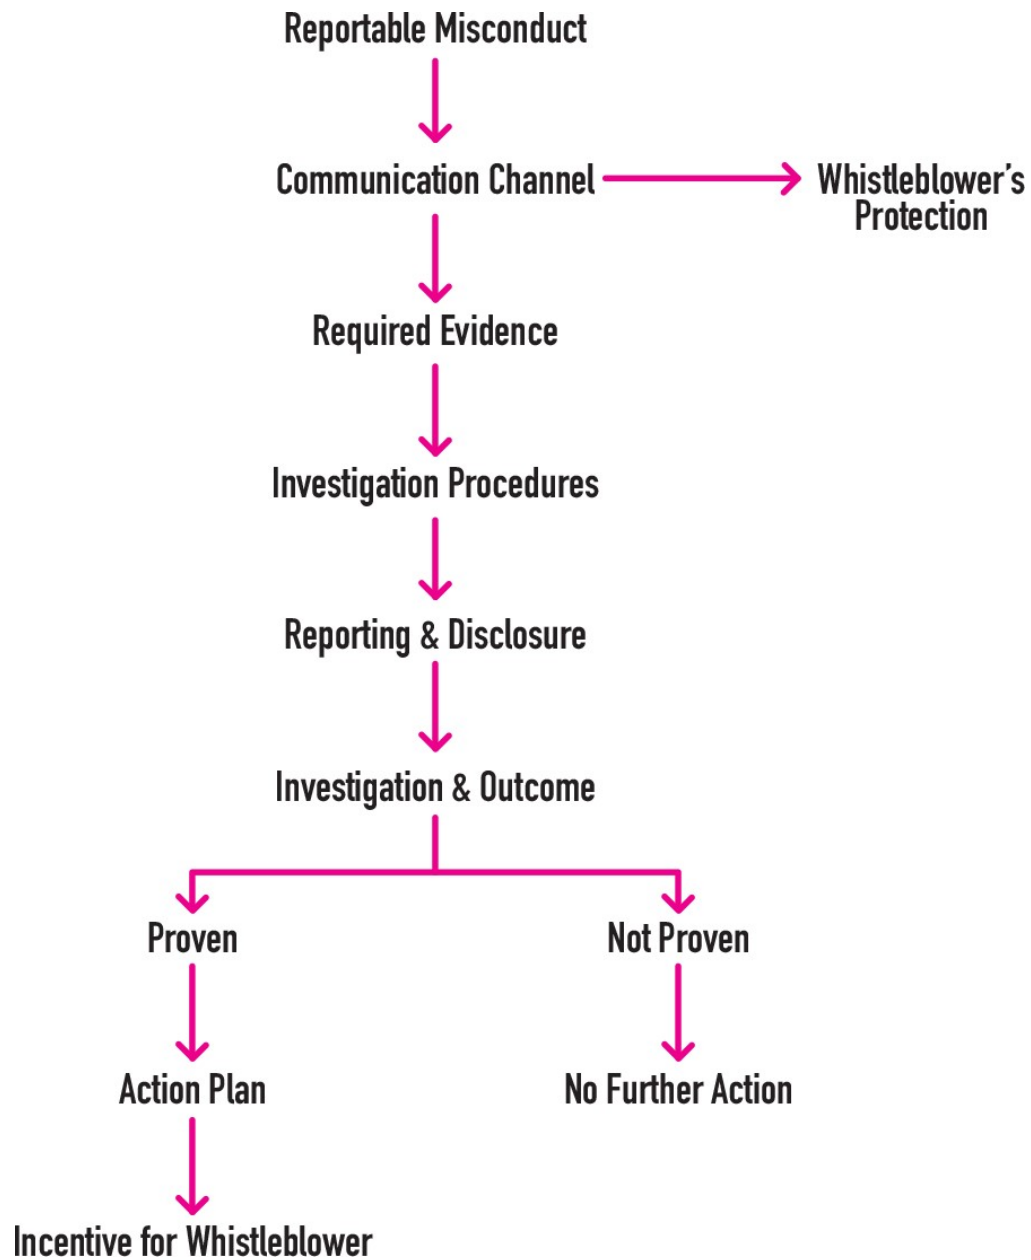 Reportable Misconduct
Communication Channel
Whistleblower's
Protection
Required Evidence
Investigation Procedures
Reporting & Disclosure
Investigation & Outcome
Proven
Not Proven
Action Plan
No Further Action
Incentive for Whistleblower